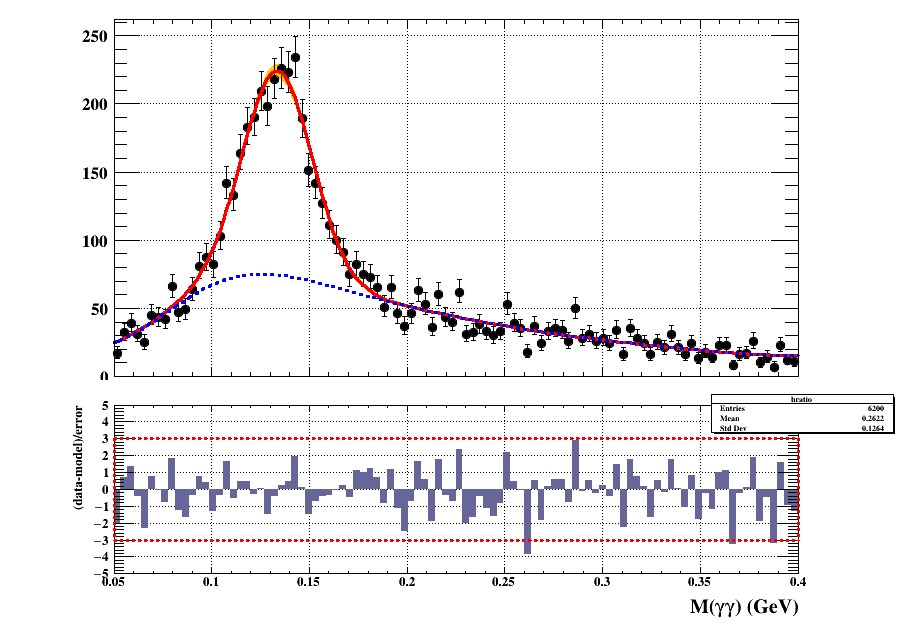 250
200
150
100
50
0
(data-model)/error
5
4
3
2
1
0
−1
−2
−3
−4
−5
hratio
Entries 6200
Mean 0.2622
Std Dev 0.1264
0.05 0.1 0.15 0.2 0.25 0.3 0.35 0.4
M(γγ) (GeV)